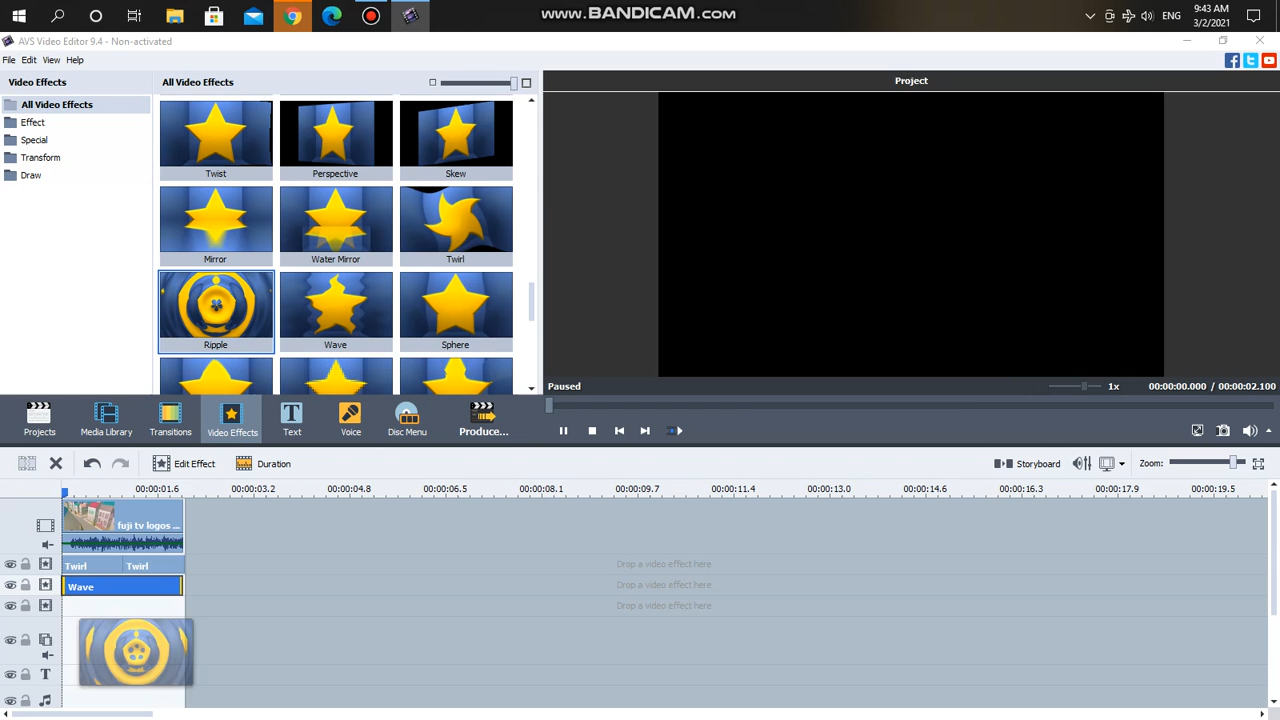 www.BANDICAM.com
9:43 AM
ENG
3/2/2021
AVS Video Editor 9.4 - Non-activated
File Edit View Help
Video Effects
All Video Effects
Project
All Video Effects
Effect
Special
Transform
Draw
Twist Perspective Skew
Mirror Water Mirror Twirl
Ripple Wave Sphere
Paused
1x
00:00:00.000 / 00:00:02.100
Projects Media Library Transitions Video Effects Text Voice Disc Menu Produce...
Edit Effect Duration
Storyboard
Zoom:
00:00:01.6 00:00:03.2 00:00:04.8 00:00:06.5 00:00:08.1 00:00:09.7 00:00:11.4 00:00:13.0 00:00:14.6 00:00:16.3 00:00:17.9 00:00:19.5
fuji tv logos ...
Twirl Twirl
Drop a video effect here
Wave
Drop a video effect here
Drop a video effect here
T